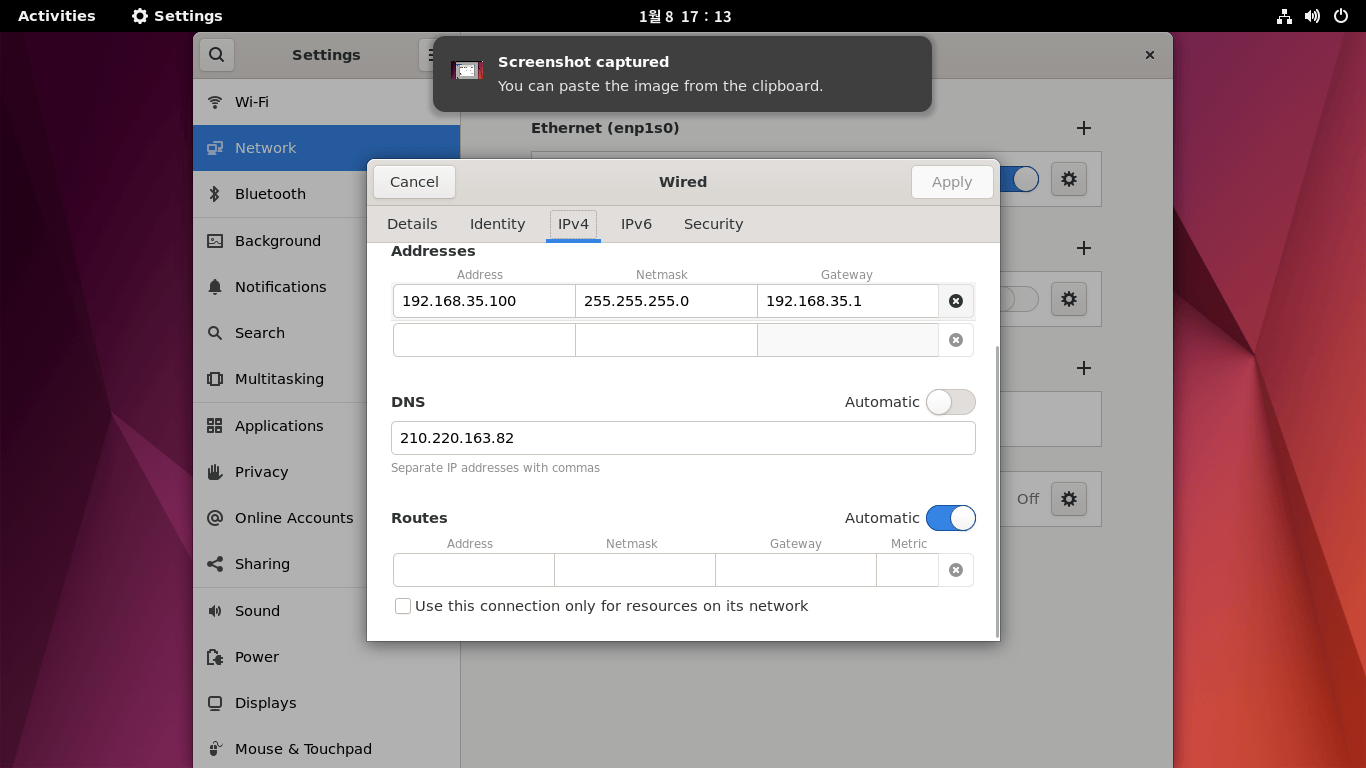 Activities Settings 1월 8 17 : 13
Settings
Screenshot captured
You can paste the image from the clipboard.
Wi-Fi
Network
Bluetooth
Background
Notifications
Search
Multitasking
Applications
Privacy
Online Accounts
Sharing
Sound
Power
Displays
Mouse & Touchpad
Ethernet (enp1s0)
Off
Cancel Wired Apply
Details Identity IPv4 IPv6 Security
Addresses
Address Netmask Gateway
192.168.35.100 255.255.255.0 192.168.35.1
DNS Automatic
210.220.163.82
Separate IP addresses with commas
Routes Automatic
Address Netmask Gateway Metric
Use this connection only for resources on its network